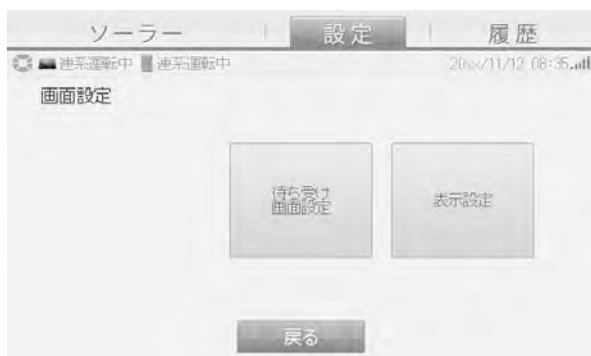 ソーラー 設定 履歴
連系運転中 連系運転中 20xx/11/12 08:35
画面設定
待ち受け
画面設定
表示設定
戻る